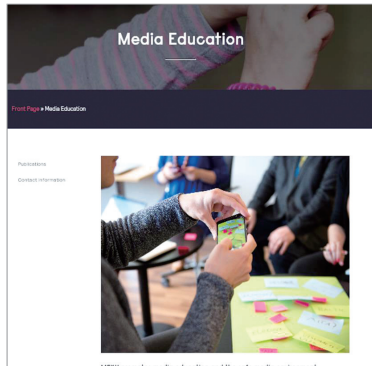 Media Education
Front Page » Media Education
Publications
Contact information